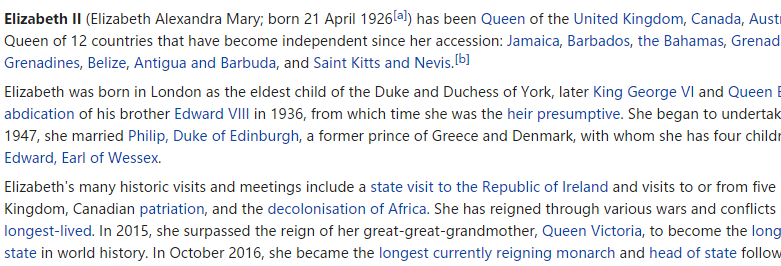 Elizabeth II (Elizabeth Alexandra Mary; born 21 April 1926[a]) has been Queen of the United Kingdom, Canada, Aust
Queen of 12 countries that have become independent since her accession: Jamaica, Barbados, the Bahamas, Grenad
Grenadines, Belize, Antigua and Barbuda, and Saint Kitts and Nevis.[b]
Elizabeth was born in London as the eldest child of the Duke and Duchess of York, later King George VI and Queen E
abdication of his brother Edward VIII in 1936, from which time she was the heir presumptive. She began to undertak
1947, she married Philip, Duke of Edinburgh, a former prince of Greece and Denmark, with whom she has four childr
Edward, Earl of Wessex.
Elizabeth's many historic visits and meetings include a state visit to the Republic of Ireland and visits to or from five
Kingdom, Canadian patriation, and the decolonisation of Africa. She has reigned through various wars and conflicts
longest-lived. In 2015, she surpassed the reign of her great-great-grandmother, Queen Victoria, to become the long
state in world history. In October 2016, she became the longest currently reigning monarch and head of state follow